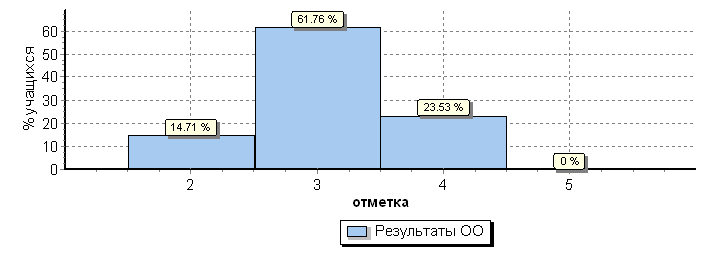 % учащихся
60
50
40
30
20
10
0
14.71 %
61.76 %
23.53 %
0 %
2 3 4 5
отметка
Результаты ОО